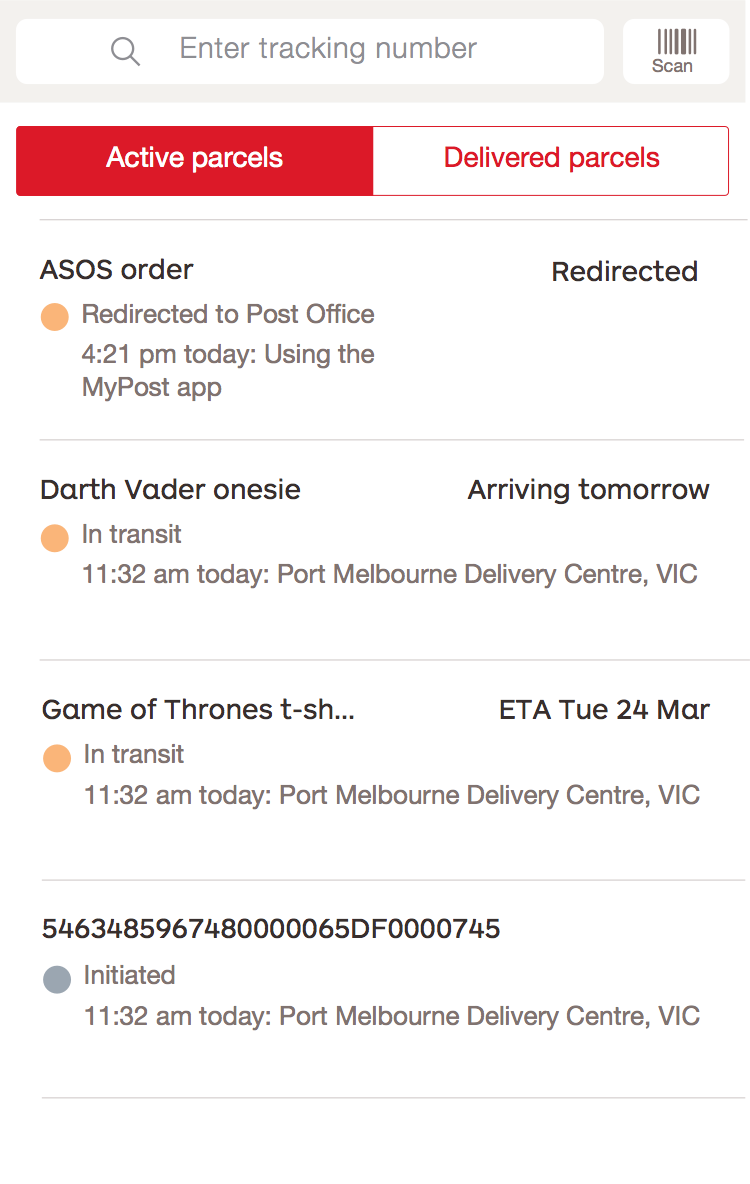 Enter tracking number
Scan
Active parcels
Delivered parcels
ASOS order
Redirected
Redirected to Post Office
4:21 pm today: Using the
MyPost app
Darth Vader onesie
Arriving tomorrow
In transit
11:32 am today: Port Melbourne Delivery Centre, VIC
Game of Thrones t-sh...
ETA Tue 24 Mar
In transit
11:32 am today: Port Melbourne Delivery Centre, VIC
5463485967480000065DF0000745
Initiated
11:32 am today: Port Melbourne Delivery Centre, VIC